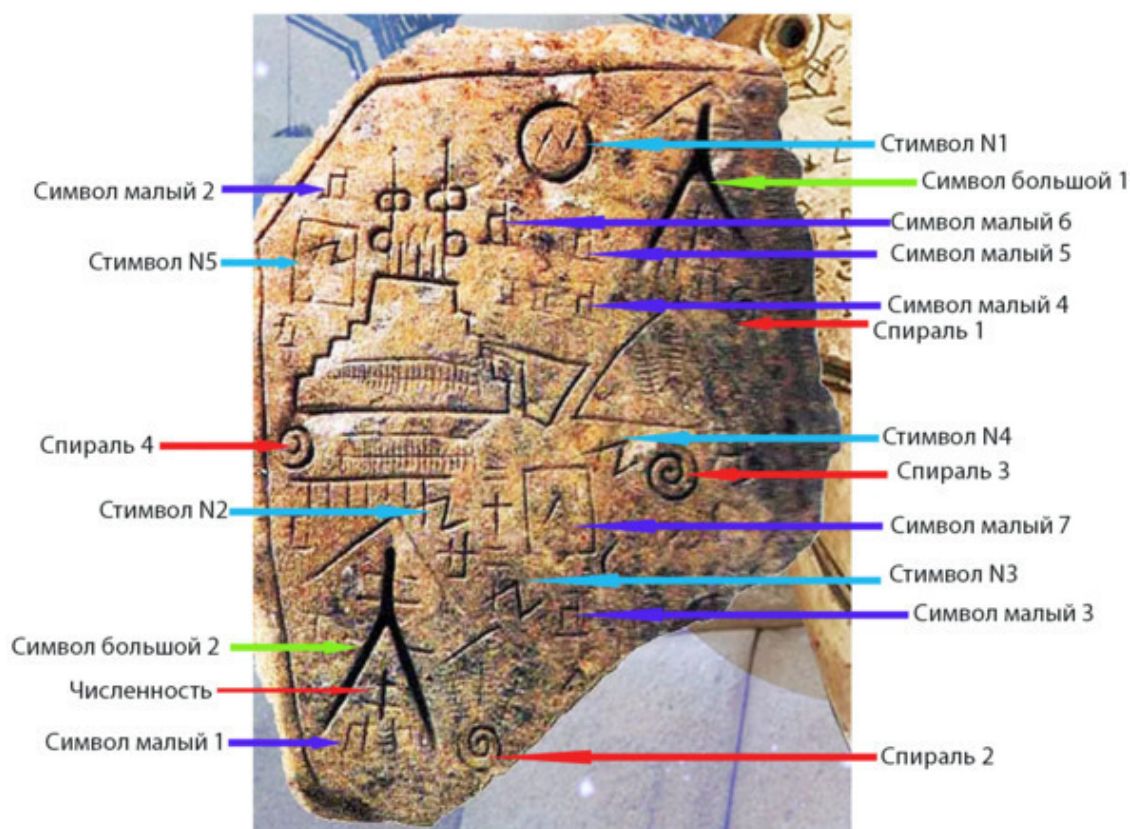 Стимвол N1
Символ малый 2
Символ большой 1
Символ малый 6
Стимвол N5
Символ малый 5
Символ малый 4
Спираль 1
Спираль 4
Стимвол N4
Спираль 3
Стимвол N2
Символ малый 7
Стимвол N3
Символ малый 3
Символ большой 2
Численность
Символ малый 1
Спираль 2